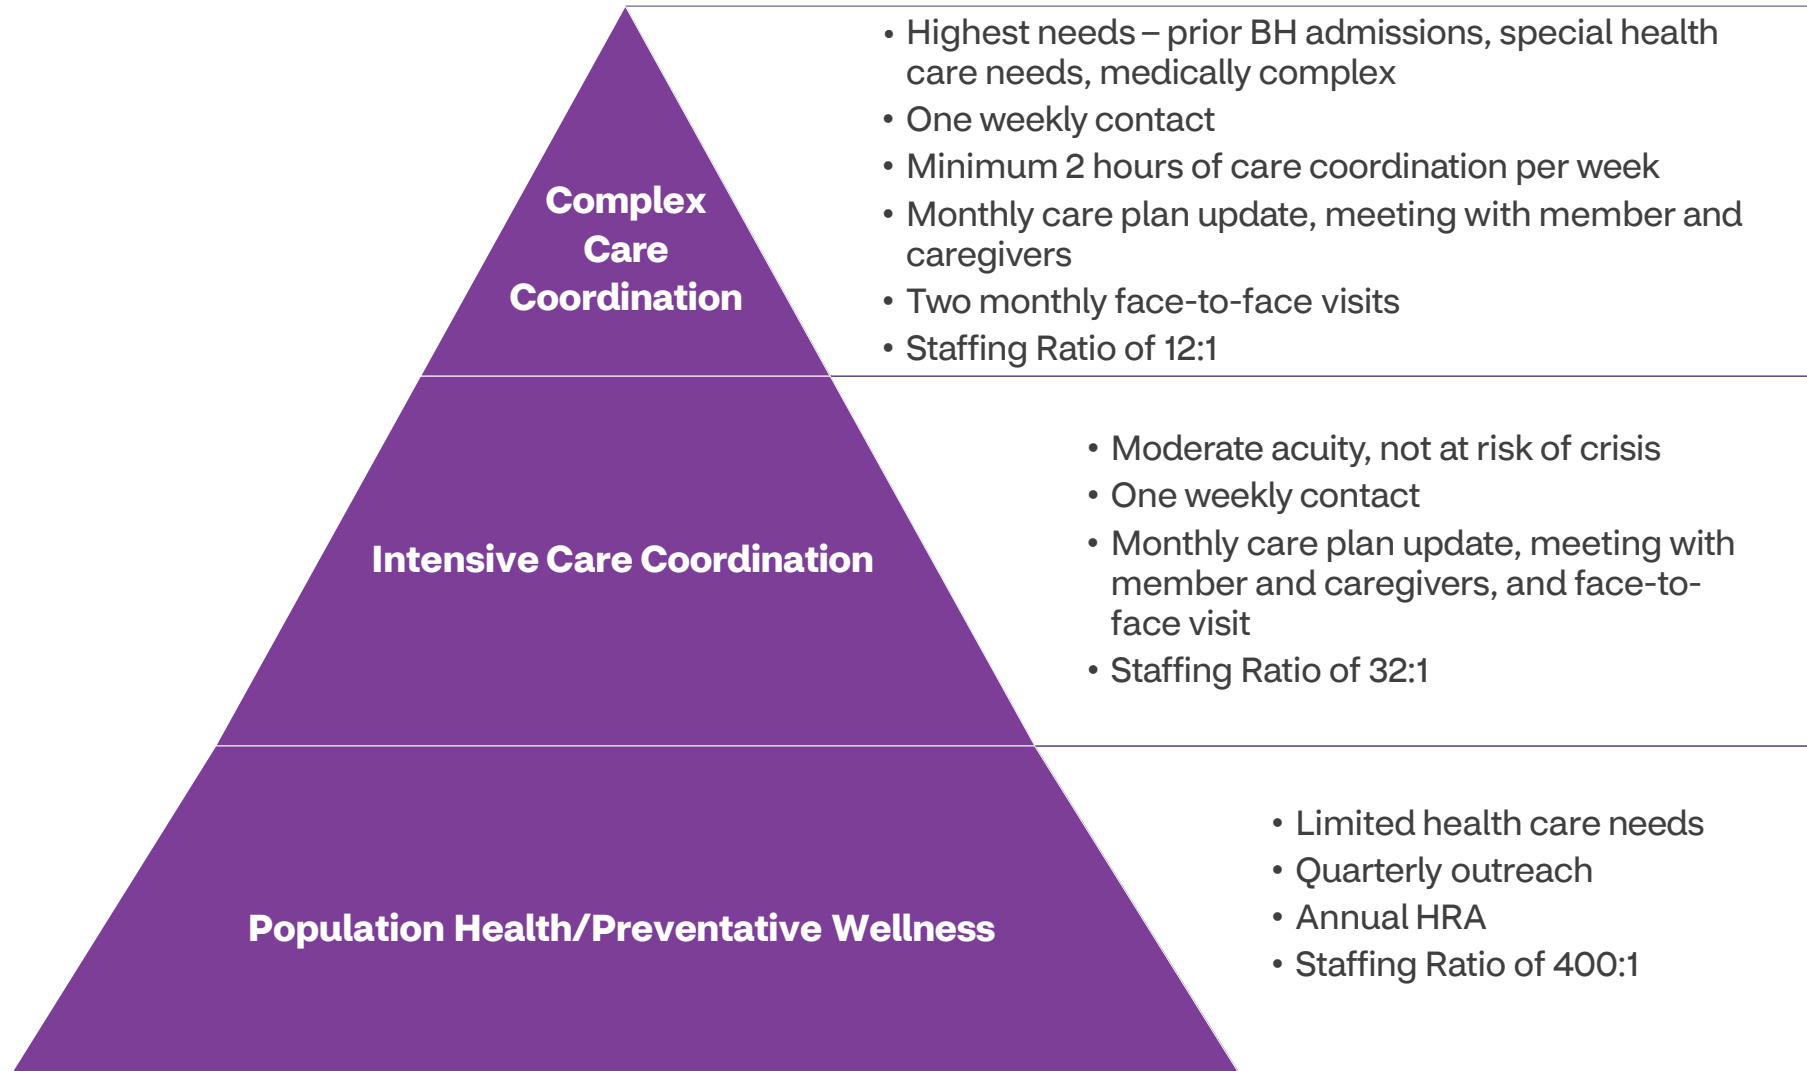 Complex
Care
Coordination
• Highest needs – prior BH admissions, special health
care needs, medically complex
• One weekly contact
• Minimum 2 hours of care coordination per week
• Monthly care plan update, meeting with member and
caregivers
• Two monthly face-to-face visits
• Staffing Ratio of 12:1
Intensive Care Coordination
• Moderate acuity, not at risk of crisis
• One weekly contact
• Monthly care plan update, meeting with
member and caregivers, and face-to-
face visit
• Staffing Ratio of 32:1
Population Health/Preventative Wellness
• Limited health care needs
• Quarterly outreach
• Annual HRA
• Staffing Ratio of 400:1